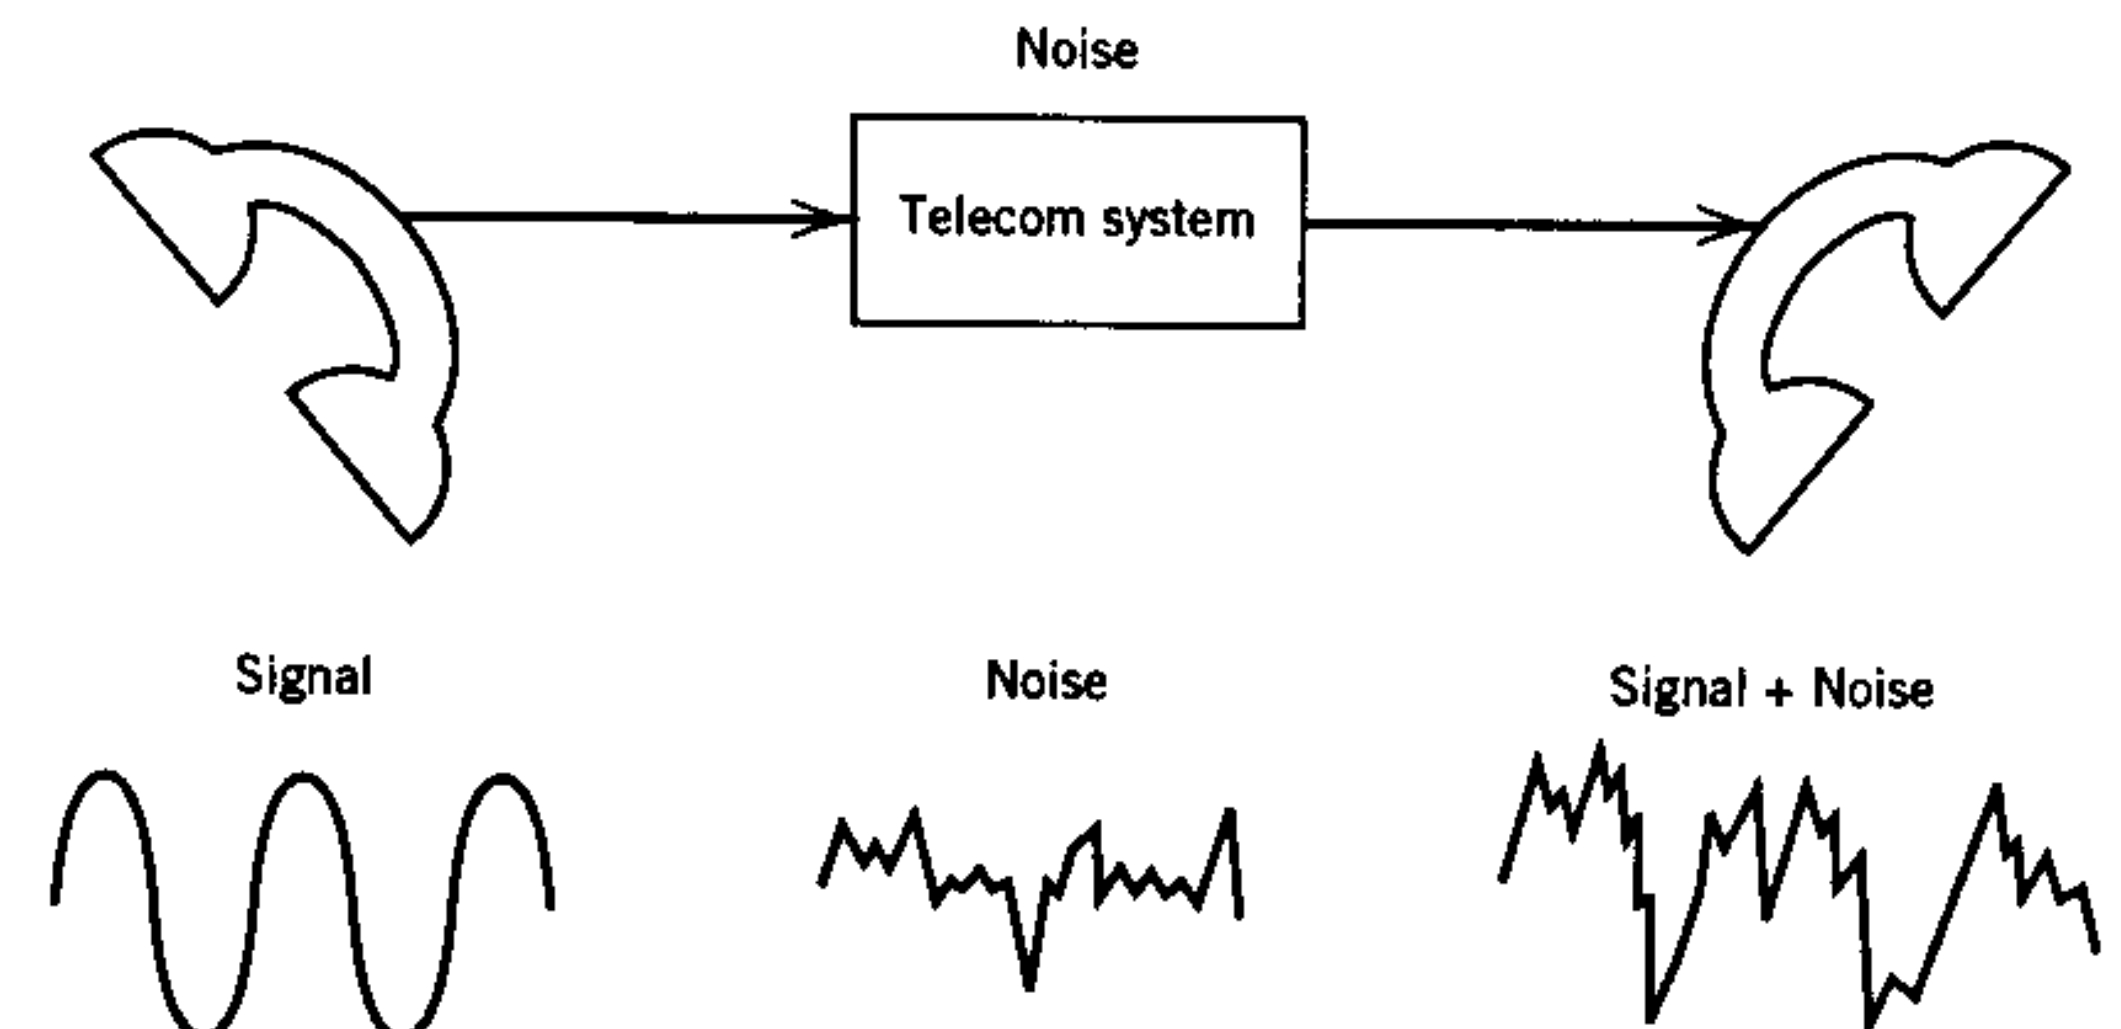 Noise
Telecom system
Signal
Noise
Signal + Noise